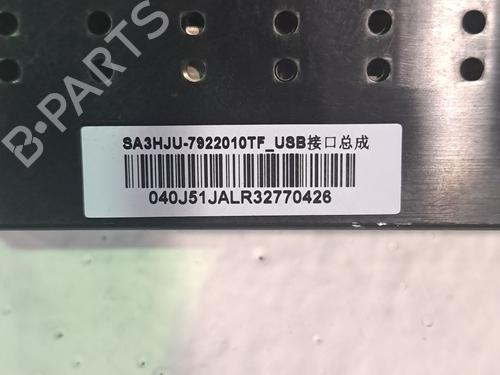 B-PARTS
SA3HJU-7922010TF_USB接口总成
040J51JALR32770426